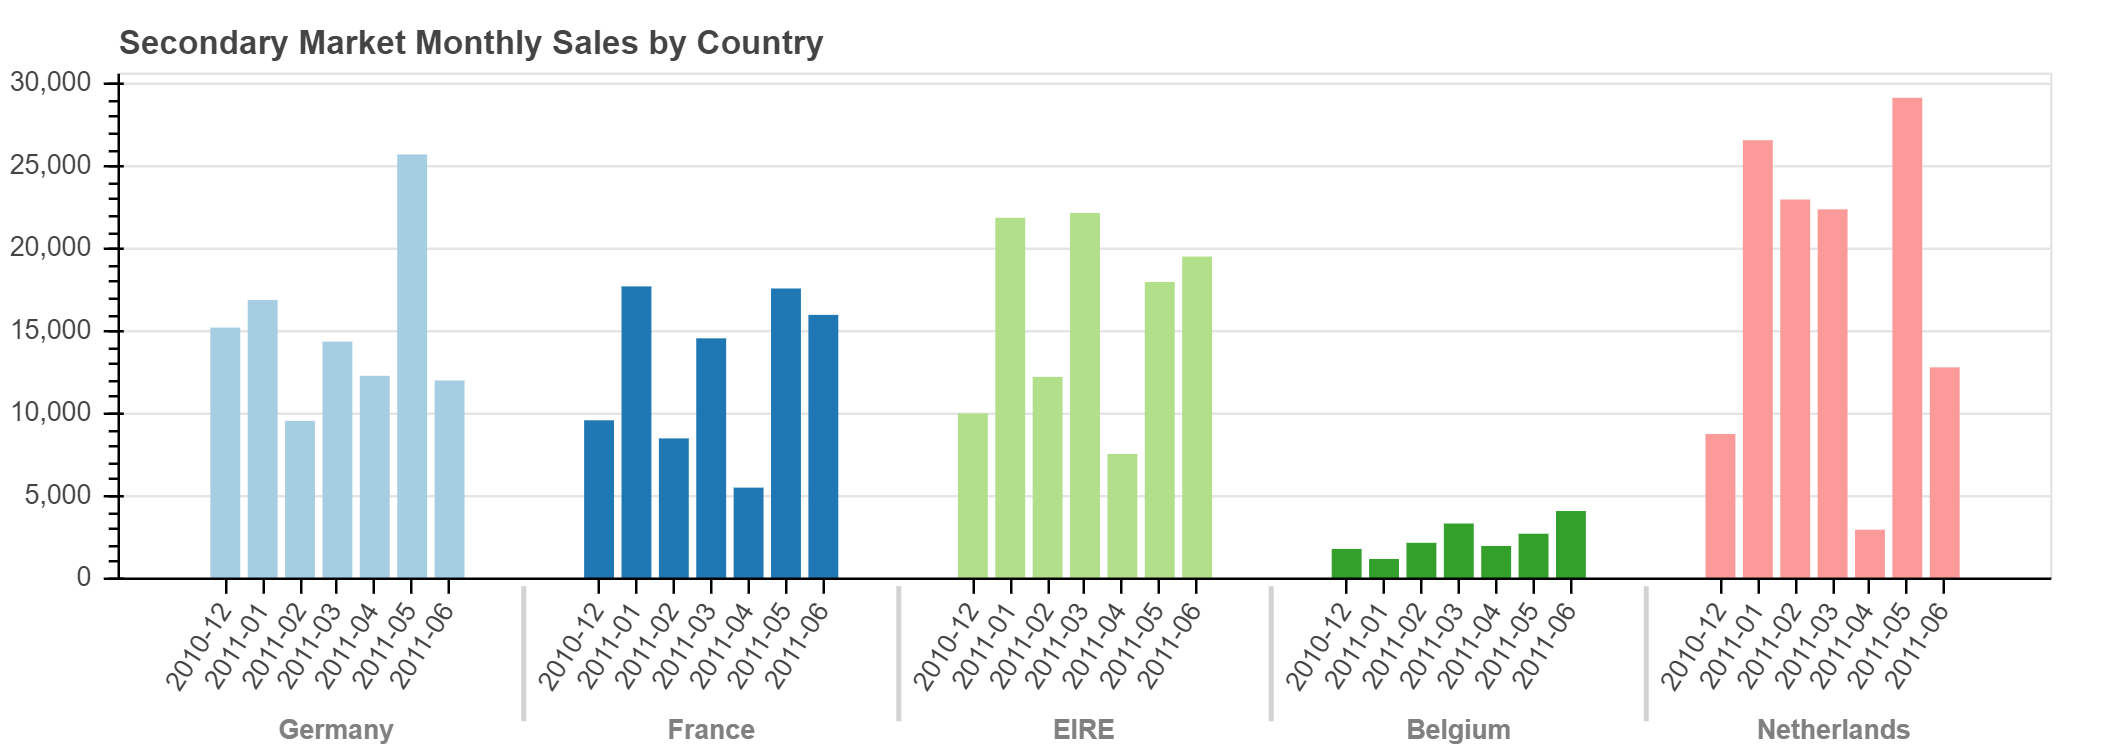 Secondary Market Monthly Sales by Country
30,000
25,000
20,000
15,000
10,000
5,000
0
2010-12 2011-01 2011-02 2011-03 2011-04 2011-05 2011-06 2010-12 2011-01 2011-02 2011-03 2011-04 2011-05 2011-06 2010-12 2011-01 2011-02 2011-03 2011-04 2011-05 2011-06 2010-12 2011-01 2011-02 2011-03 2011-04 2011-05 2011-06 2010-12 2011-01 2011-02 2011-03 2011-04 2011-05 2011-06
Germany France EIRE Belgium Netherlands